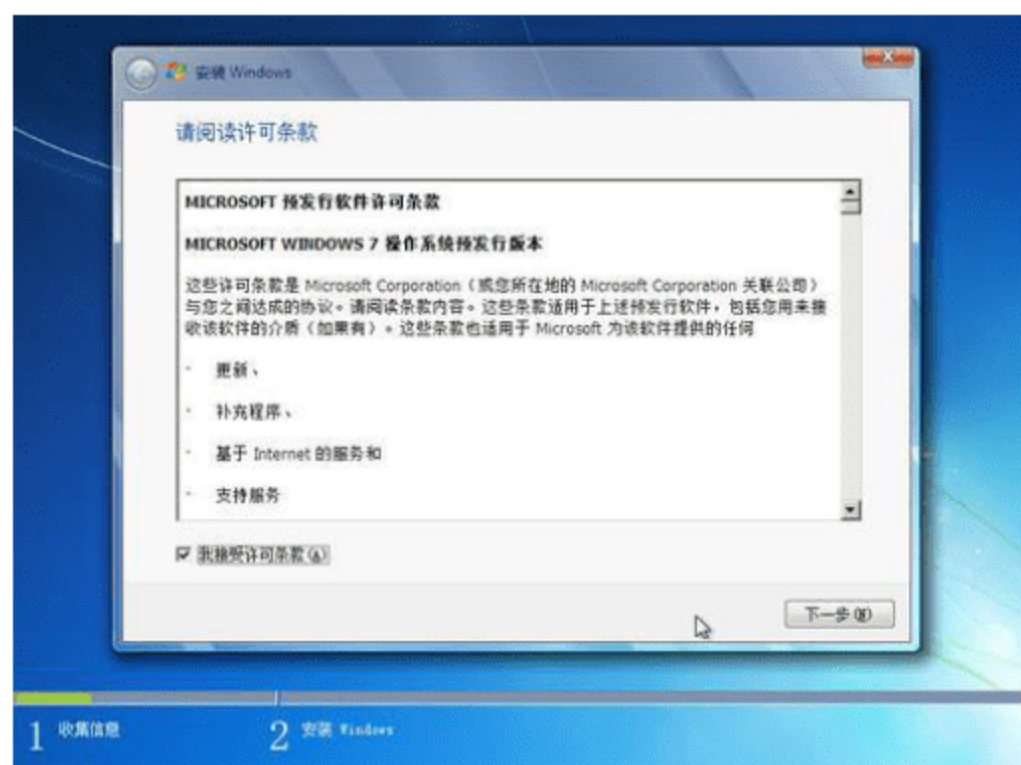 安装 Windows
请阅读许可条款
MICROSOFT 预发行软件许可条款
MICROSOFT WINDOWS 7 操作系统预发行版本
这些许可条款是 Microsoft Corporation（或您所在地的 Microsoft Corporation 关联公司）
与您之间达成的协议。请阅读条款内容。这些条款适用于上述预发行软件，包括您用来接
收该软件的介质（如果有）。这些条款也适用于 Microsoft 为该软件提供的任何
· 更新、
· 补充程序、
· 基于 Internet 的服务和
· 支持服务
我接受许可条款(A)
下一步(N)
1 收集信息
2 安装 Windows